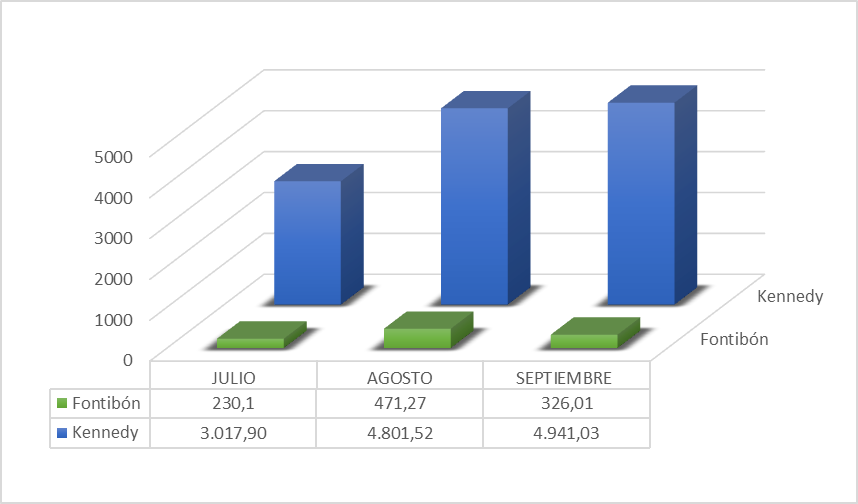 5000
4000
3000
2000
1000
0
Kennedy
Fontibón
JULIO AGOSTO SEPTIEMBRE
Fontibón 230,1 471,27 326,01
Kennedy 3.017,90 4.801,52 4.941,03